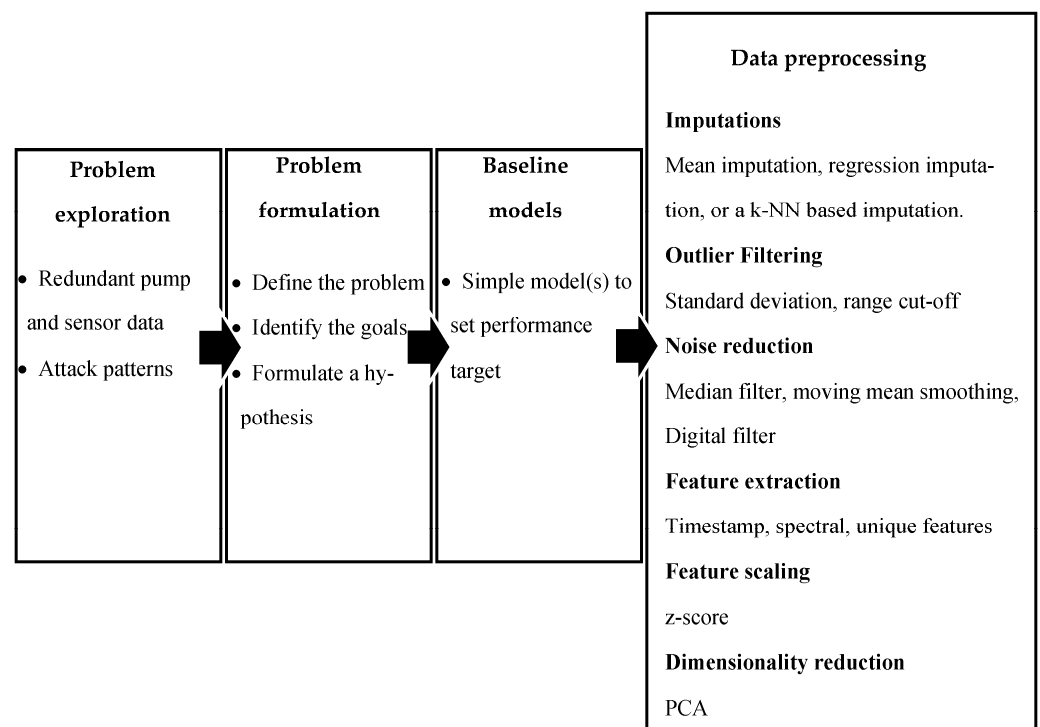 Problem
exploration
• Redundant pump
and sensor data
• Attack patterns
Problem
formulation
• Define the problem
• Identify the goals
• Formulate a hy-
pothesis
Baseline
models
• Simple model(s) to
set performance
target
Data preprocessing
Imputations
Mean imputation, regression imputa-
tion, or a k-NN based imputation.
Outlier Filtering
Standard deviation, range cut-off
Noise reduction
Median filter, moving mean smoothing,
Digital filter
Feature extraction
Timestamp, spectral, unique features
Feature scaling
z-score
Dimensionality reduction
PCA